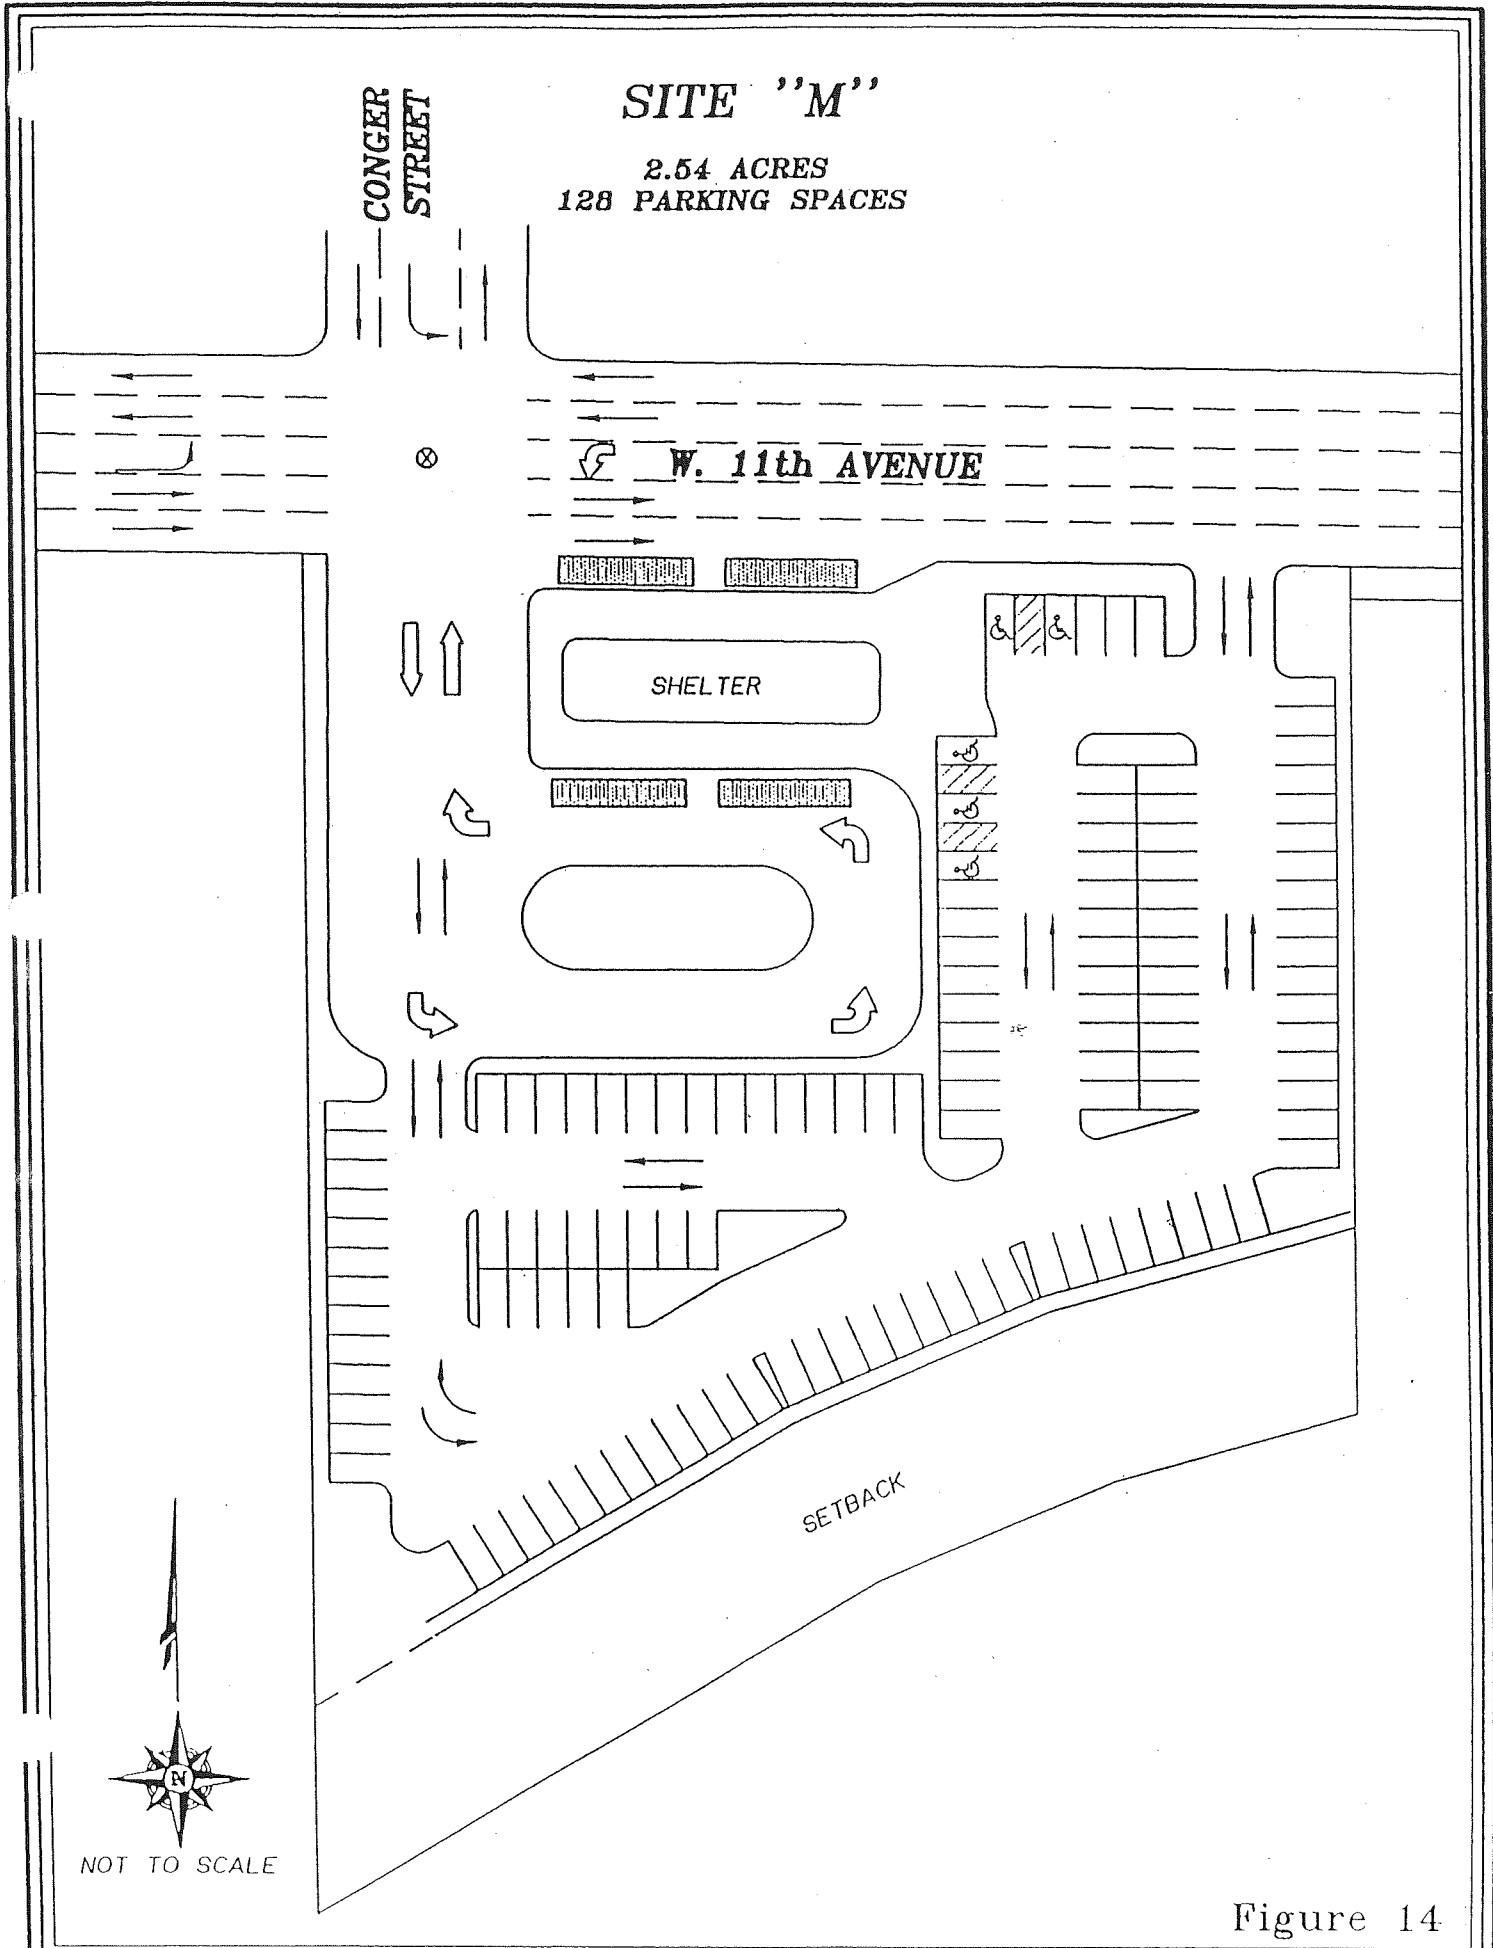 SITE "M"
2.54 ACRES
128 PARKING SPACES
CONGER
STREET
W. 11th AVENUE
SHELTER
SETBACK
N
NOT TO SCALE
Figure 14